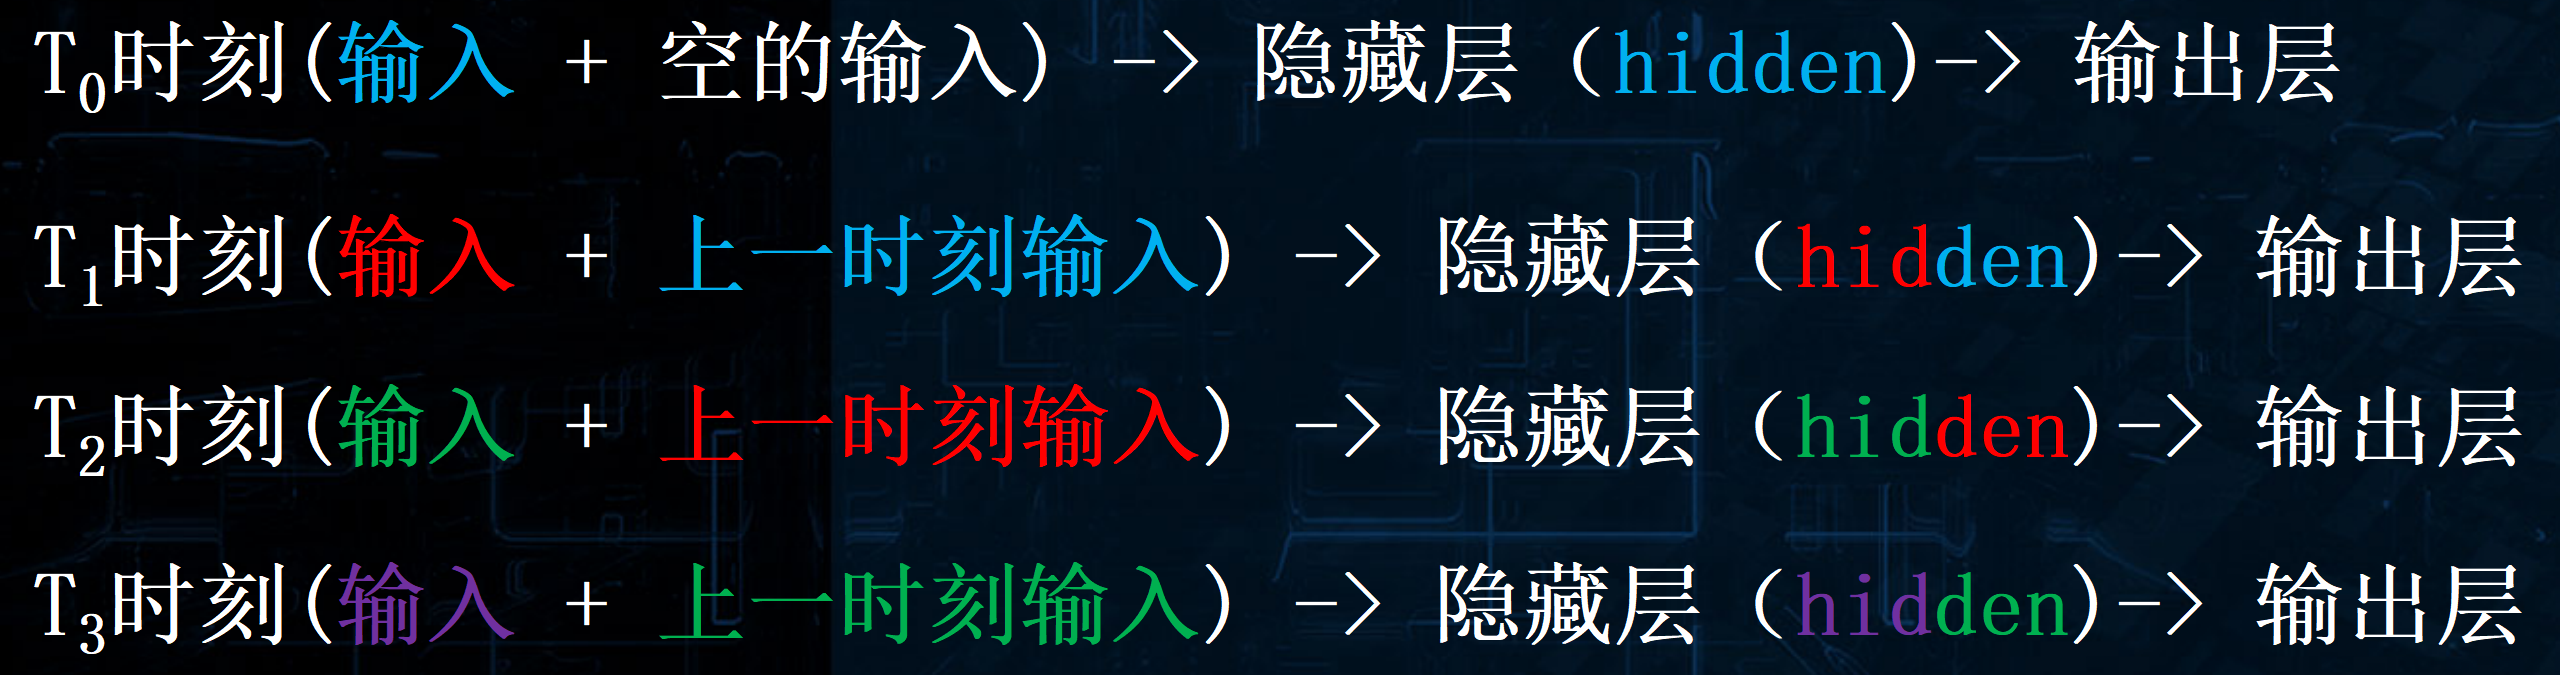 T₀时刻(输入 + 空的输入) -> 隐藏层（hidden)-> 输出层
T₁时刻(输入 + 上一时刻输入) -> 隐藏层（hidden)-> 输出层
T₂时刻(输入 + 上一时刻输入) -> 隐藏层（hidden)-> 输出层
T₃时刻(输入 + 上一时刻输入) -> 隐藏层（hidden)-> 输出层